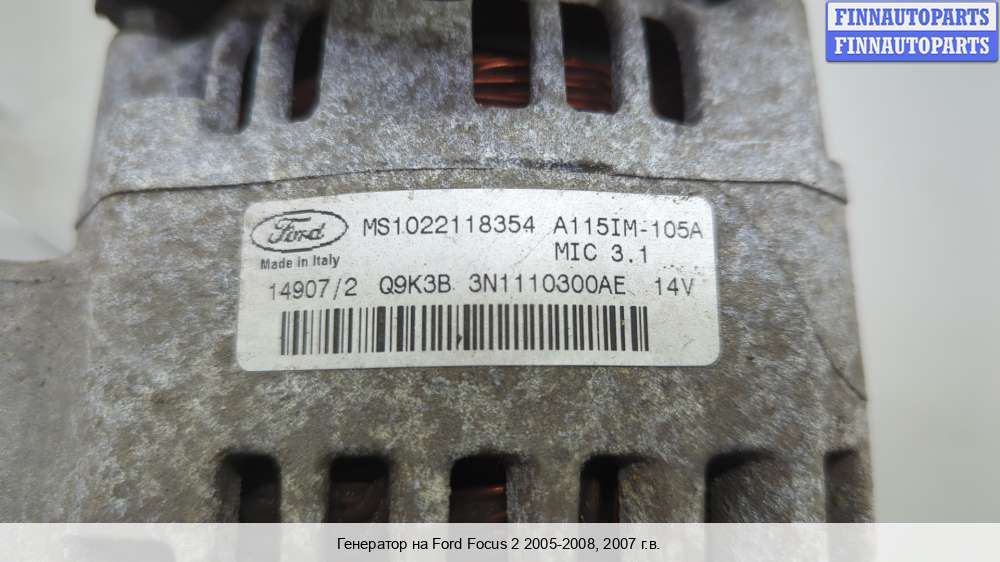 FINNAUTOPARTS
FINNAUTOPARTS
Ford MS1022118354 A115IM-105A
Made in Italy MIC 3.1
14907/2 Q9K3B 3N1110300AE 14V
Генератор на Ford Focus 2 2005-2008, 2007 г.в.